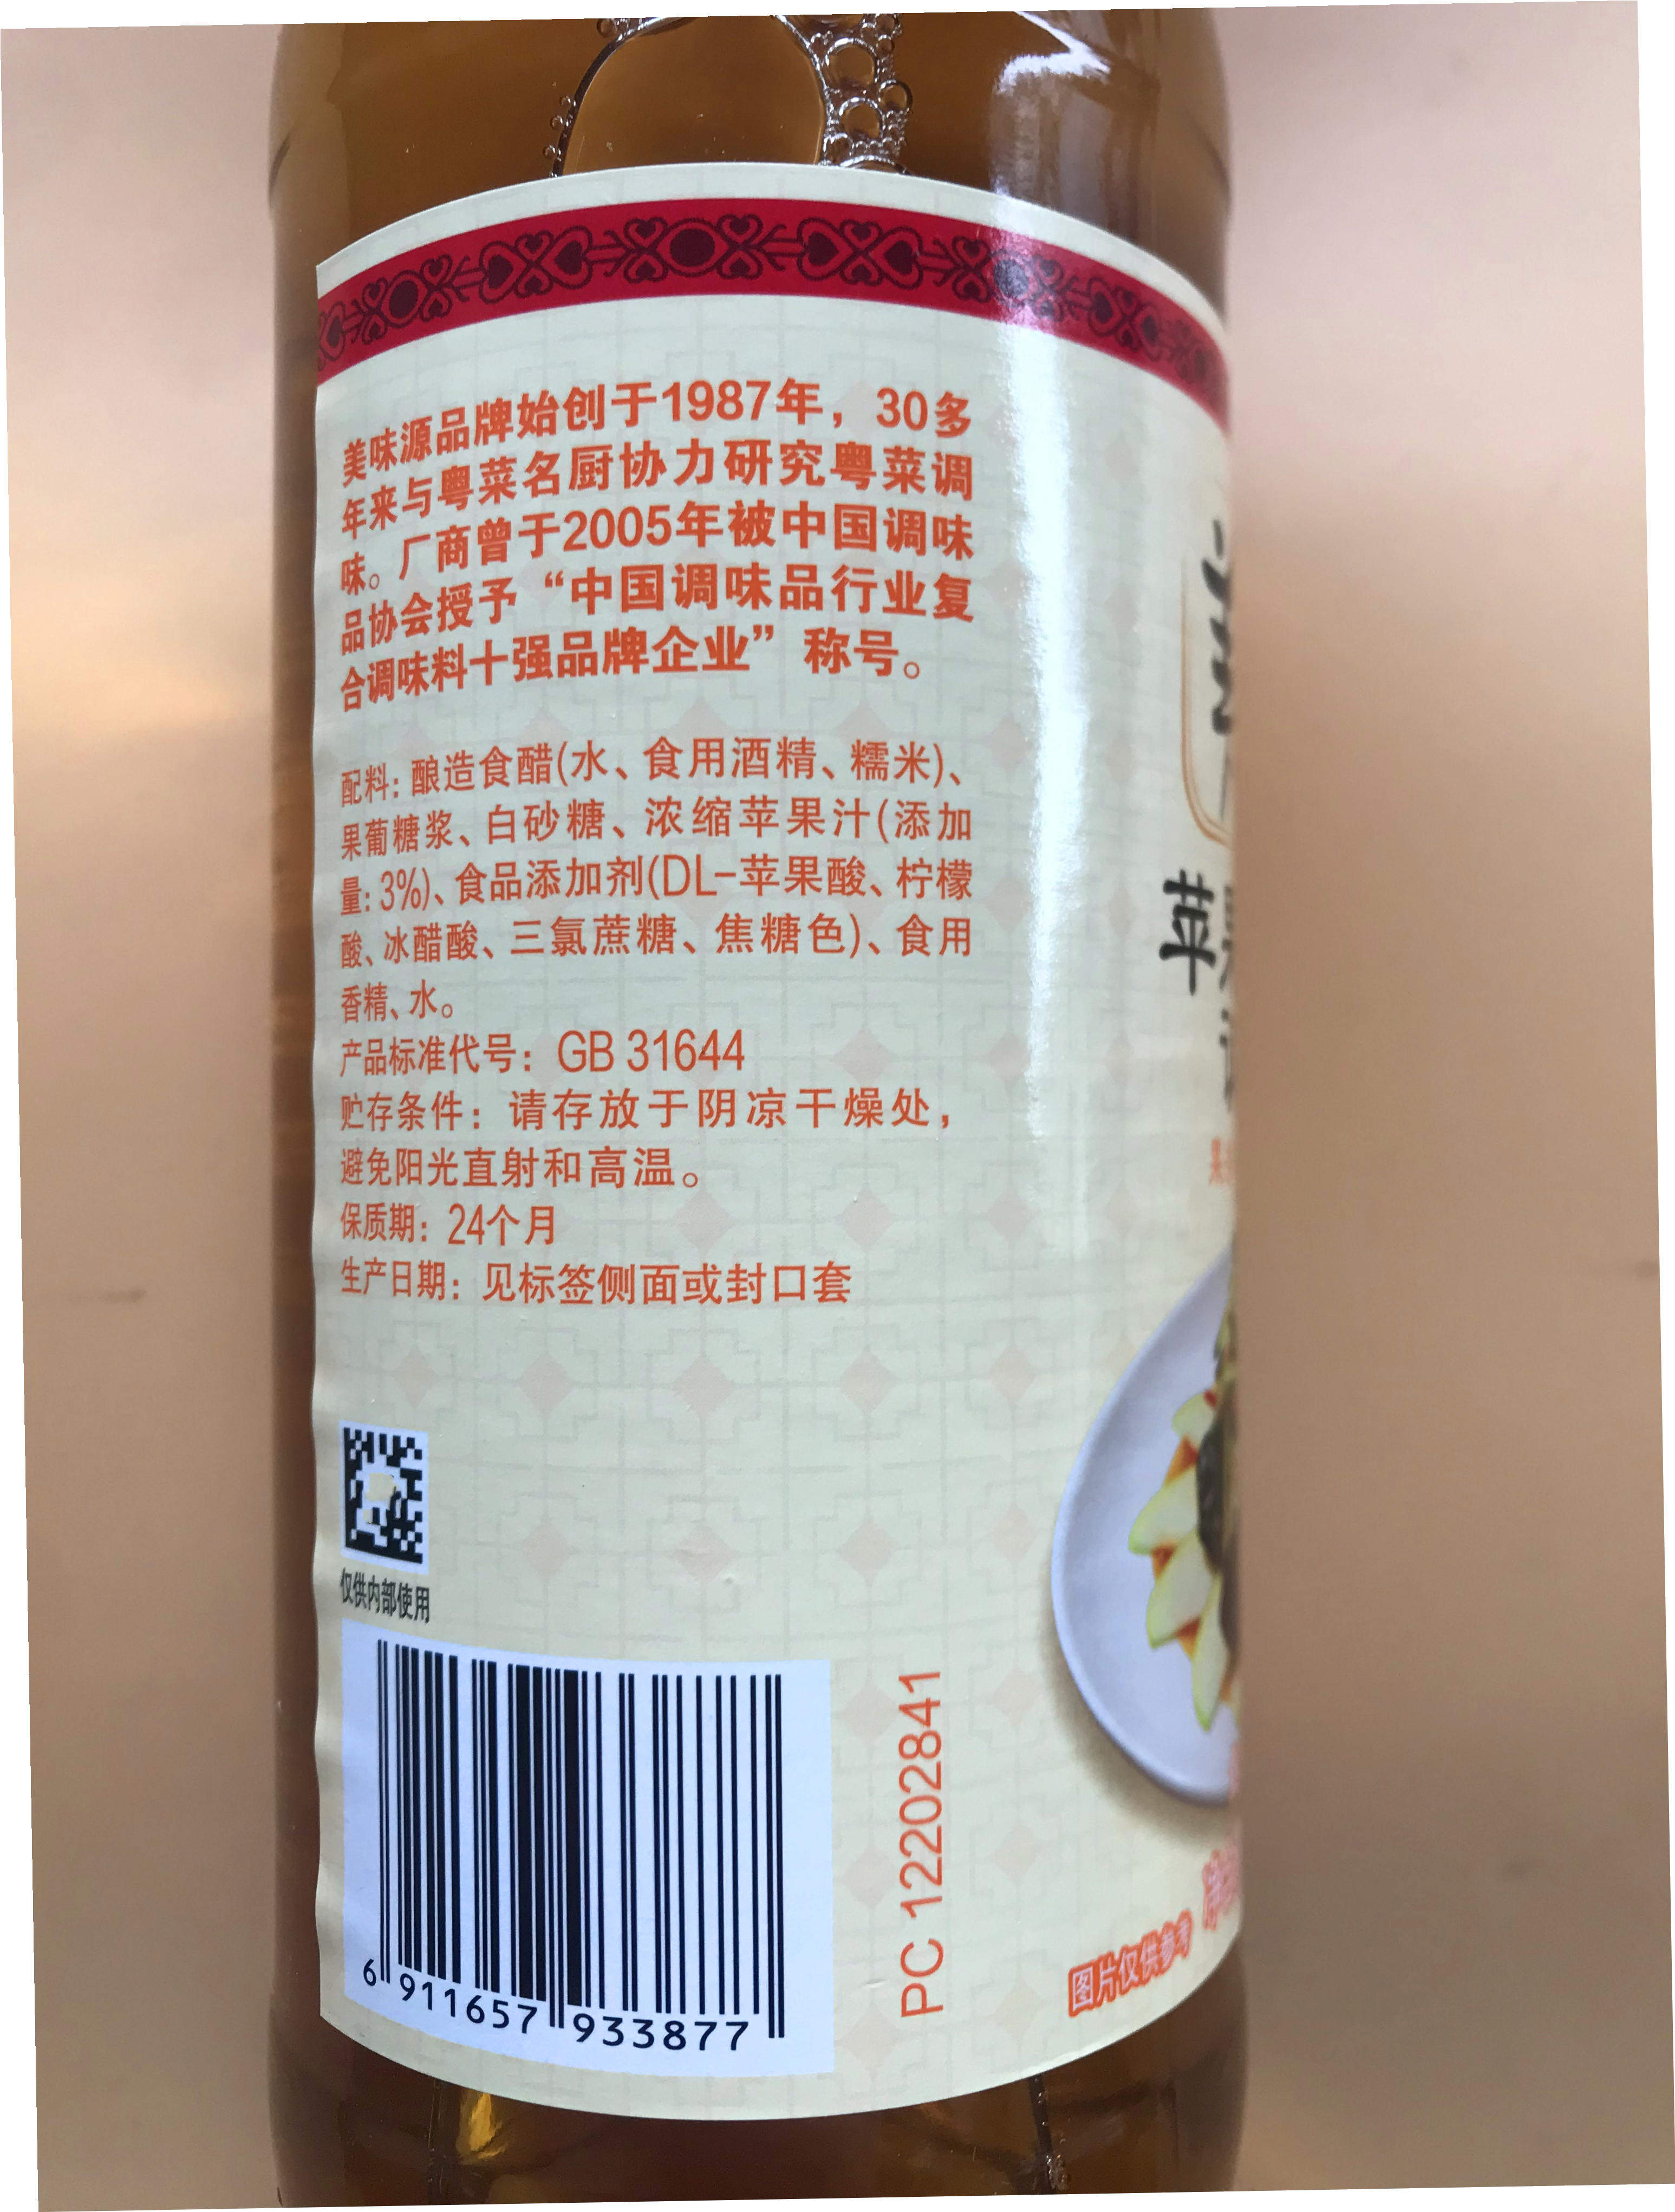 美味源品牌始创于1987年，30多
年来与粤菜名厨协力研究粤菜调
味。厂商曾于2005年被中国调味
品协会授予“中国调味品行业复
合调味料十强品牌企业”称号。
配料：酿造食醋(水、食用酒精、糯米)、
果葡糖浆、白砂糖、浓缩苹果汁(添加
量：3%)、食品添加剂(DL-苹果酸、柠檬
酸、冰醋酸、三氯蔗糖、焦糖色)、食用
香精、水。
产品标准代号：GB 31644
贮存条件：请存放于阴凉干燥处，
避免阳光直射和高温。
保质期：24个月
生产日期：见标签侧面或封口套
仅供内部使用
6 911657 933877
PC 12202841
苹
图片仅供参考